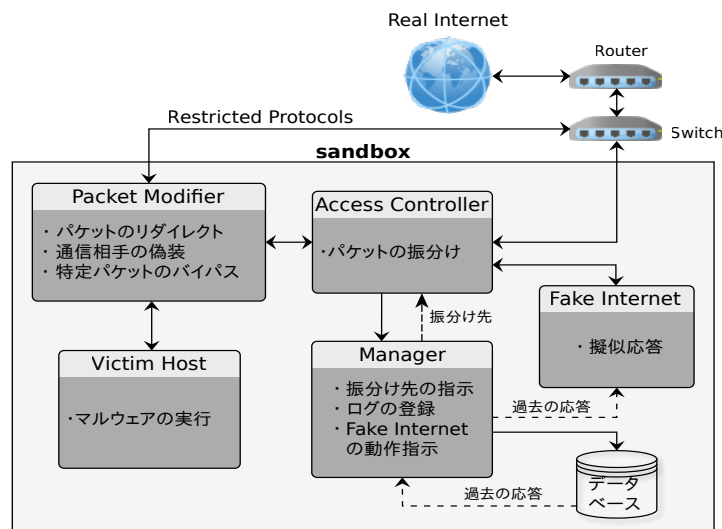 Real Internet
Router
Restricted Protocols
Switch
sandbox
Packet Modifier
・パケットのリダイレクト
・通信相手の偽装
・特定パケットのバイパス
Access Controller
・パケットの振分け
振分け先
Fake Internet
・擬似応答
Victim Host
・マルウェアの実行
Manager
・振分け先の指示
・ログの登録
・Fake Internet
の動作指示
過去の応答
過去の応答
データ
ベース